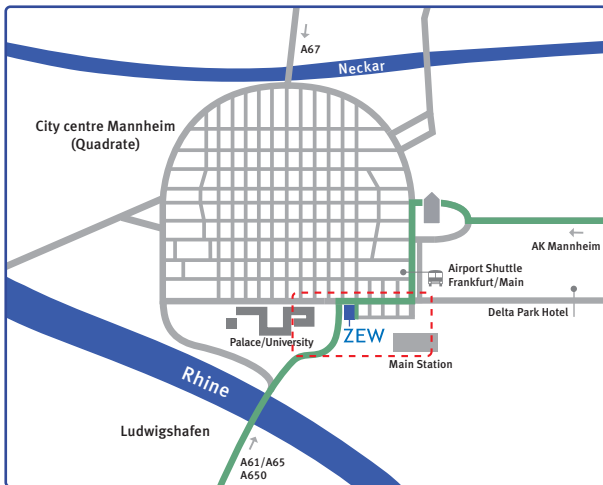 A67
Neckar
City centre Mannheim
(Quadrate)
AK Mannheim
Airport Shuttle
Frankfurt/Main
Delta Park Hotel
Palace/University
ZEW
Main Station
Rhine
Ludwigshafen
A61/A65
A650